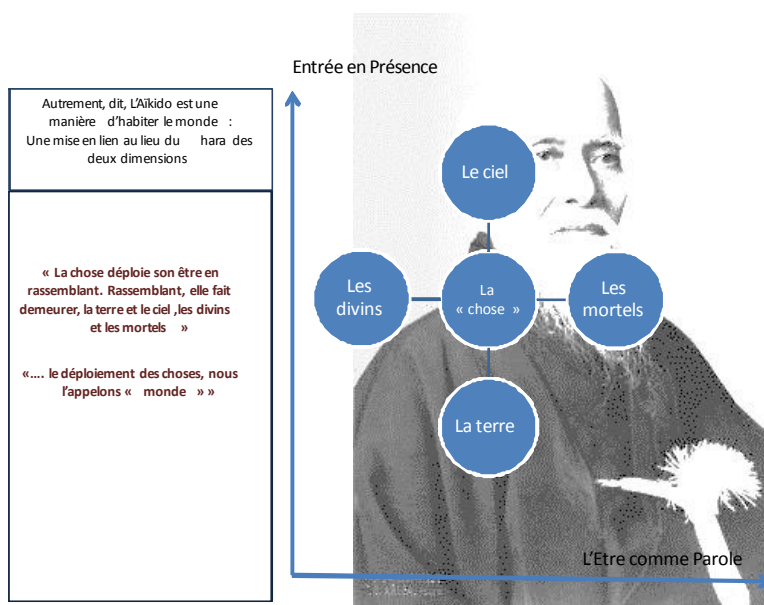 Entrée en Présence
Autrement, dit, L'Aïkido est une
manière d'habiter le monde :
Une mise en lien au lieu du hara des
deux dimensions
« La chose déploie son être en
rassemblant. Rassemblant, elle fait
demeurer, la terre et le ciel ,les divins
et les mortels »
«.... le déploiement des choses, nous
l'appelons « monde » »
Le ciel
Les
divins
La
« chose »
Les
mortels
La terre
L'Etre comme Parole